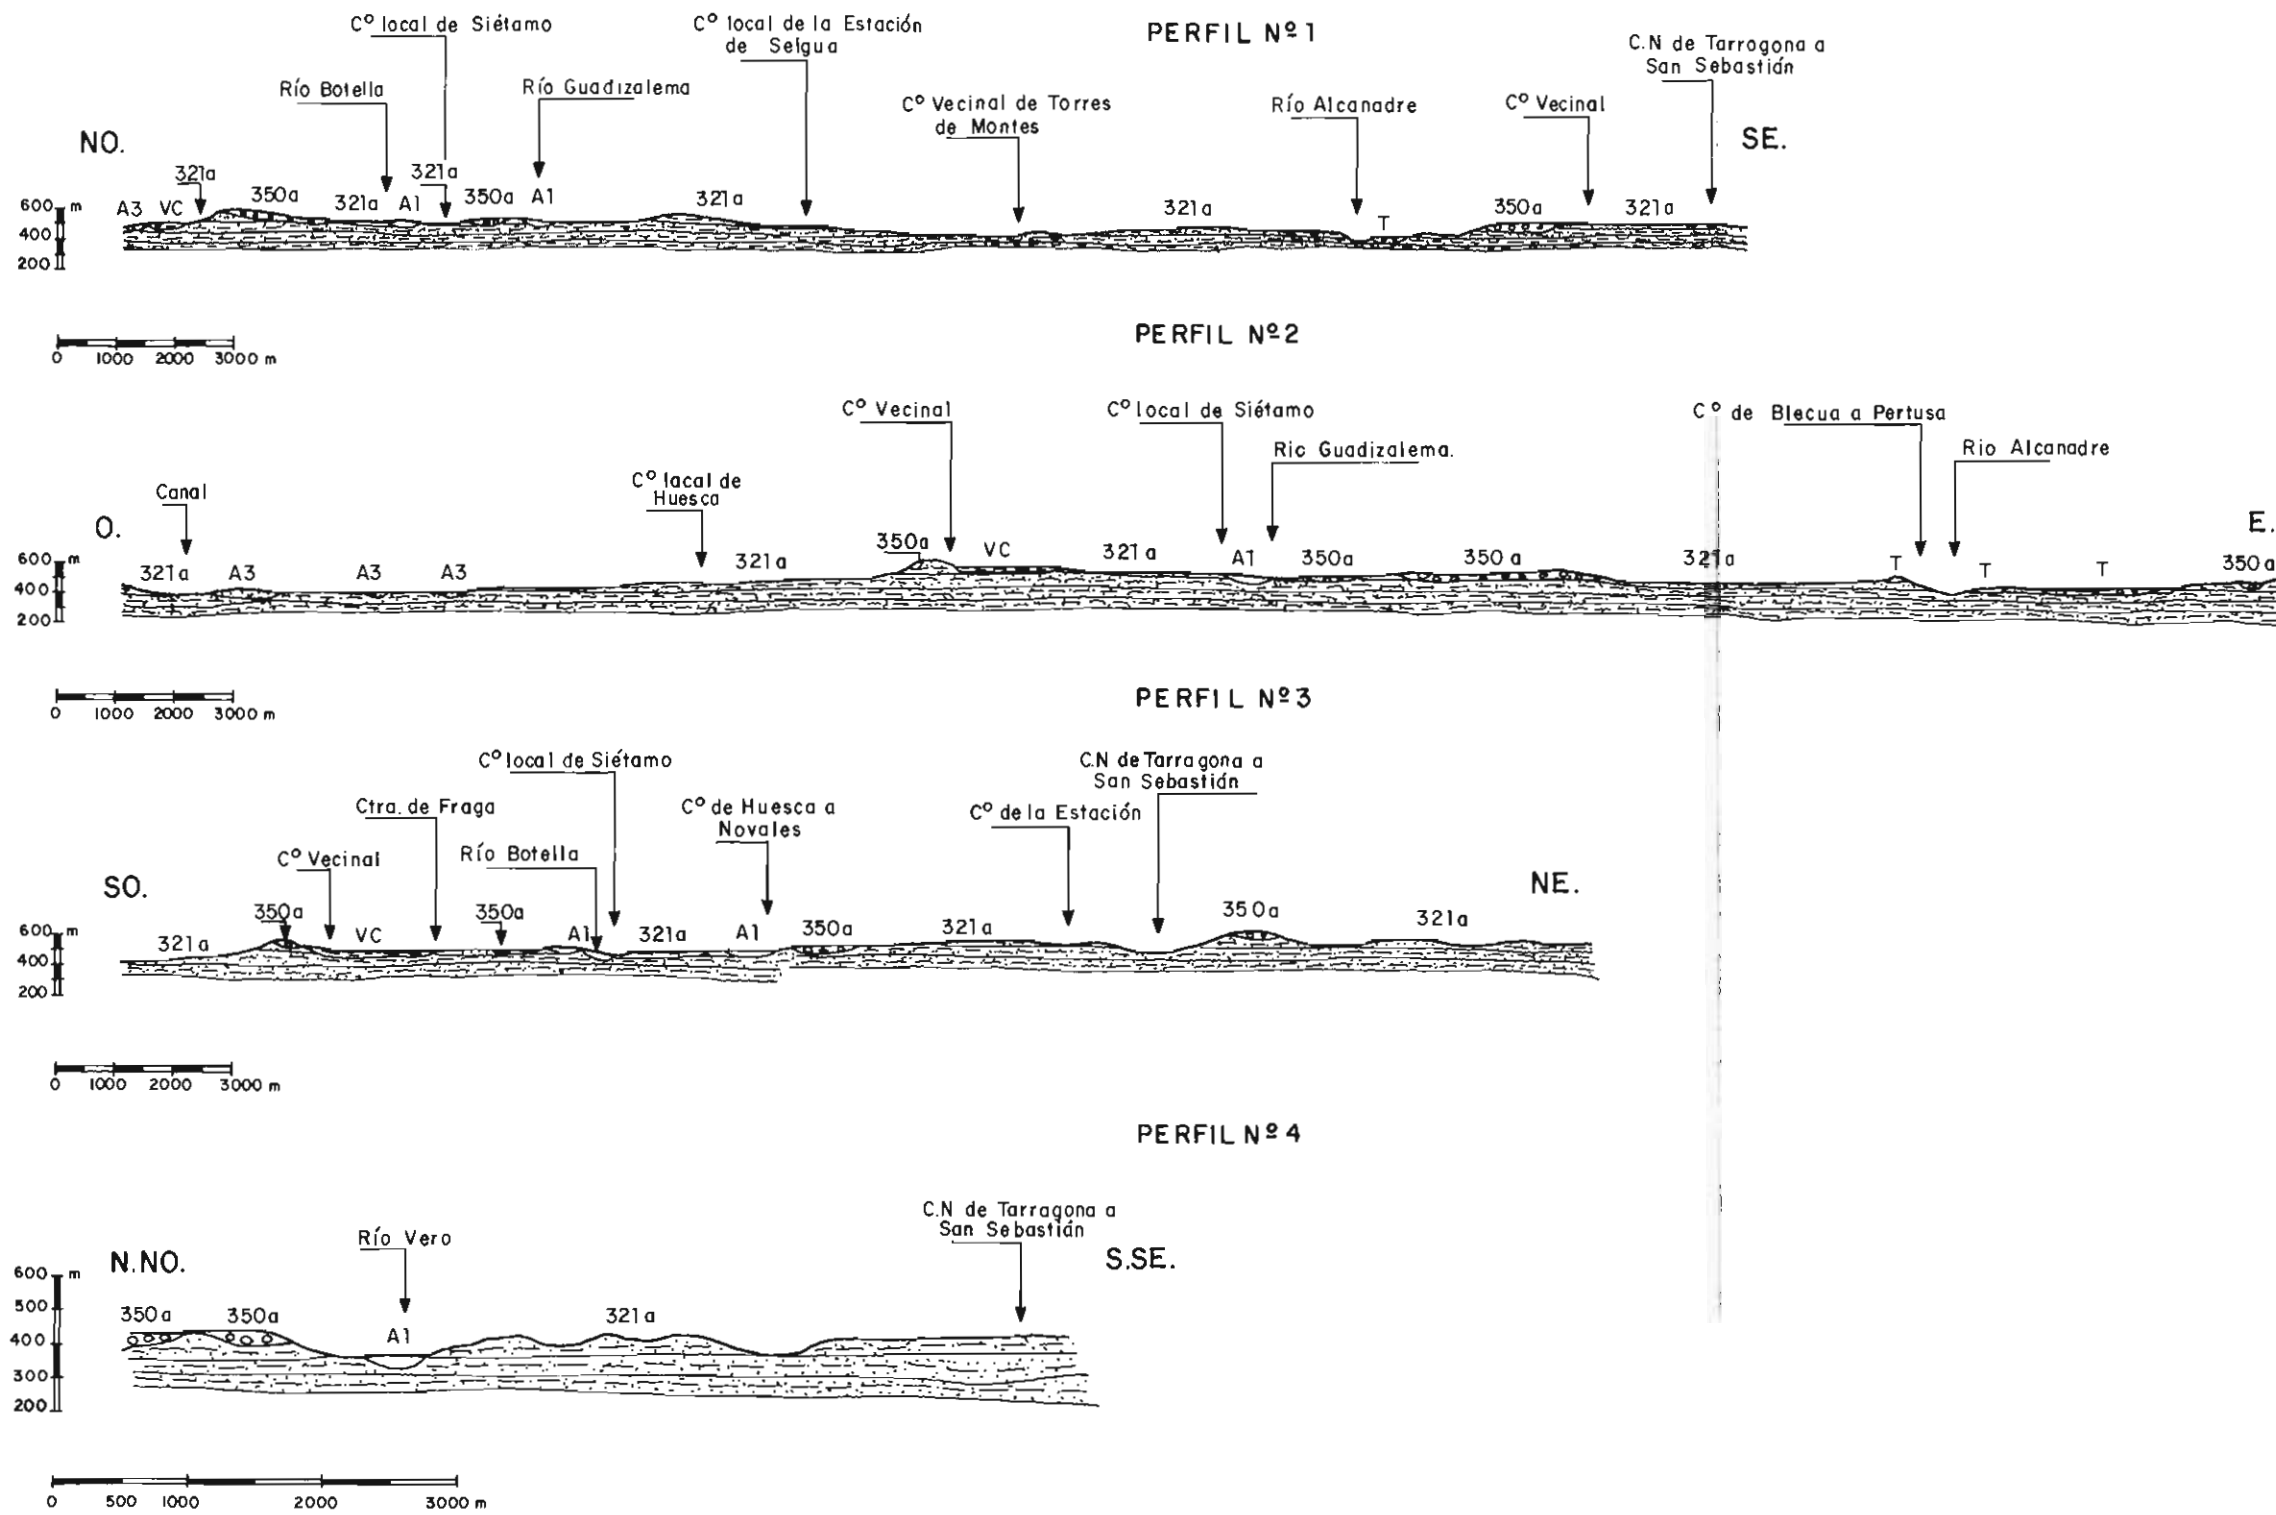 PERFIL Nº 1
Cº local de Siétamo
Cº local de la Estación
de Selgua
C.N de Tarrogona a
San Sebastián
Río Botella
Río Guadizalema
Cº Vecinal de Torres
de Montes
Río Alcanadre
Cº Vecinal
NO.
SE.
321a
350a
321a
A1
321a
350a
A1
321a
321a
T
350a
321a
A3
VC
600 m
400
200
0 1000 2000 3000 m
PERFIL Nº 2
Cº Vecinal
Cº local de Siétamo
Cº de Blecua a Pertusa
Ric Guadizalema.
Rio Alcanadre
Canal
Cº lacal de
Huesca
O.
E.
321a
A3
A3
A3
321a
350a
VC
321a
A1
350a
350a
321a
T
T
T
350a
600 m
400
200
0 1000 2000 3000 m
PERFIL Nº 3
Cº local de Siétamo
C.N de Tarragona a
San Sebastián
Ctra. de Fraga
Cº de Huesca a
Novales
Cº de la Estación
Cº Vecinal
Río Botella
SO.
NE.
321a
350a
VC
350a
A1
321a
A1
350a
321a
350a
321a
600 m
400
200
0 1000 2000 3000 m
PERFIL Nº 4
C.N de Tarragona a
San Sebastián
Río Vero
N.NO.
S.SE.
350a
350a
A1
321a
600 m
500
400
300
200
0 500 1000 2000 3000 m